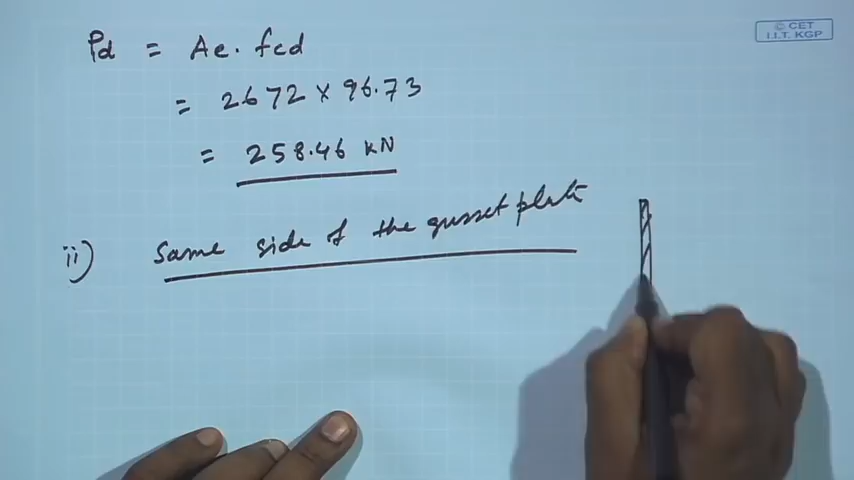 © CET
I.I.T. KGP
Pd = Ae. fcd
= 2672 × 96.73
= 258.46 KN
ii) Same side of the gusset plate